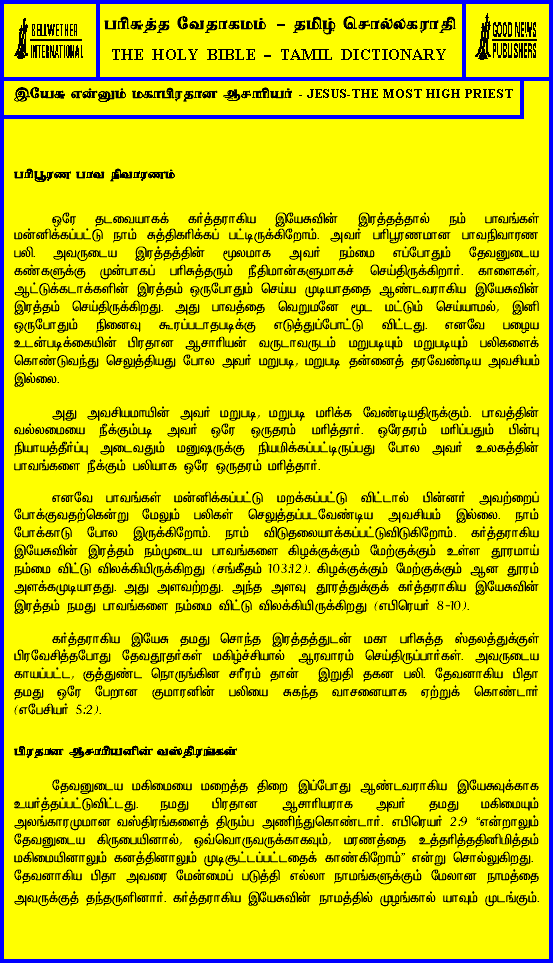 BELLWETHER
INTERNATIONAL
பரிசுத்த வேதாகமம் – தமிழ் சொல்லகராதி
THE HOLY BIBLE – TAMIL DICTIONARY
GOOD NEWS
PUBLISHERS
இயேசு என்னும் மகாபிரதான ஆசாரியர் - JESUS-THE MOST HIGH PRIEST
பரிபூரண பாவ நிவாரணம்
ஒரே தடவையாகக் கர்த்தராகிய இயேசுவின் இரத்தத்தால் நம் பாவங்கள்
மன்னிக்கப்பட்டு நாம் சுத்திகரிக்கப் பட்டிருக்கிறோம். அவர் பரிபூரணமான பாவநிவாரண
பலி. அவருடைய இரத்தத்தின் மூலமாக அவர் நம்மை எப்போதும் தேவனுடைய
கண்களுக்கு முன்பாகப் பரிசுத்தரும் நீதிமான்களுமாகச் செய்திருக்கிறார். காளைகள்,
ஆட்டுக்கடாக்களின் இரத்தம் ஒருபோதும் செய்ய முடியாததை ஆண்டவராகிய இயேசுவின்
இரத்தம் செய்திருக்கிறது. அது பாவத்தை வெறுமனே மூட மட்டும் செய்யாமல், இனி
ஒருபோதும் நினைவு கூரப்படாதபடிக்கு எடுத்துப்போட்டு விட்டது. எனவே பழைய
உடன்படிக்கையின் பிரதான ஆசாரியன் வருடாவருடம் மறுபடியும் மறுபடியும் பலிகளைக்
கொண்டுவந்து செலுத்தியது போல அவர் மறுபடி, மறுபடி தன்னைத் தரவேண்டிய அவசியம்
இல்லை.
அது அவசியமாயின் அவர் மறுபடி, மறுபடி மரிக்க வேண்டியதிருக்கும். பாவத்தின்
வல்லமையை நீக்கும்படி அவர் ஒரே ஒருதரம் மரித்தார். ஒரேதரம் மரிப்பதும் பின்பு
நியாயத்தீர்ப்பு அடைவதும் மனுஷருக்கு நியமிக்கப்பட்டிருப்பது போல அவர் உலகத்தின்
பாவங்களை நீக்கும் பலியாக ஒரே ஒருதரம் மரித்தார்.
எனவே பாவங்கள் மன்னிக்கப்பட்டு மறக்கப்பட்டு விட்டால் பின்னர் அவற்றைப்
போக்குவதற்கென்று மேலும் பலிகள் செலுத்தப்படவேண்டிய அவசியம் இல்லை. நாம்
போக்காடு போல இருக்கிறோம். நாம் விடுதலையாக்கப்பட்டுவிடுகிறோம். கர்த்தராகிய
இயேசுவின் இரத்தம் நம்முடைய பாவங்களை கிழக்குக்கும் மேற்குக்கும் உள்ள தூரமாய்
நம்மை விட்டு விலக்கியிருக்கிறது (சங்கீதம் 103:12). கிழக்குக்கும் மேற்குக்கும் ஆன தூரம்
அளக்கமுடியாதது. அது அளவற்றது. அந்த அளவு தூரத்துக்குக் கர்த்தராகிய இயேசுவின்
இரத்தம் நமது பாவங்களை நம்மை விட்டு விலக்கியிருக்கிறது (எபிரெயர் 8-10).
கர்த்தராகிய இயேசு தமது சொந்த இரத்தத்துடன் மகா பரிசுத்த ஸ்தலத்துக்குள்
பிரவேசித்தபோது தேவதூதர்கள் மகிழ்ச்சியால் ஆரவாரம் செய்திருப்பார்கள். அவருடைய
காயப்பட்ட, குத்துண்ட நொருங்கின சரீரம் தான் இறுதி தகன பலி. தேவனாகிய பிதா
தமது ஒரே பேறான குமாரனின் பலியை சுகந்த வாசனையாக ஏற்றுக் கொண்டார்
(எபேசியர் 5:2).
பிரதான ஆசாரியனின் வஸ்திரங்கள்
தேவனுடைய மகிமையை மறைத்த திறை இப்போது ஆண்டவராகிய இயேசுவுக்காக
உயர்த்தப்பட்டுவிட்டது. நமது பிரதான ஆசாரியராக அவர் தமது மகிமையும்
அலங்காரமுமான வஸ்திரங்களைத் திரும்ப அணிந்துகொண்டார். எபிரெயர் 2:9 “என்றாலும்
தேவனுடைய கிருபையினால், ஒவ்வொருவருக்காகவும், மரணத்தை உத்தரித்ததினிமித்தம்
மகிமையினாலும் கனத்தினாலும் முடிசூட்டப்பட்டதைக் காண்கிறோம்” என்று சொல்லுகிறது.
தேவனாகிய பிதா அவரை மேன்மைப் படுத்தி எல்லா நாமங்களுக்கும் மேலான நாமத்தை
அவருக்குத் தந்தருளினார். கர்த்தராகிய இயேசுவின் நாமத்தில் முழங்கால் யாவும் முடங்கும்.